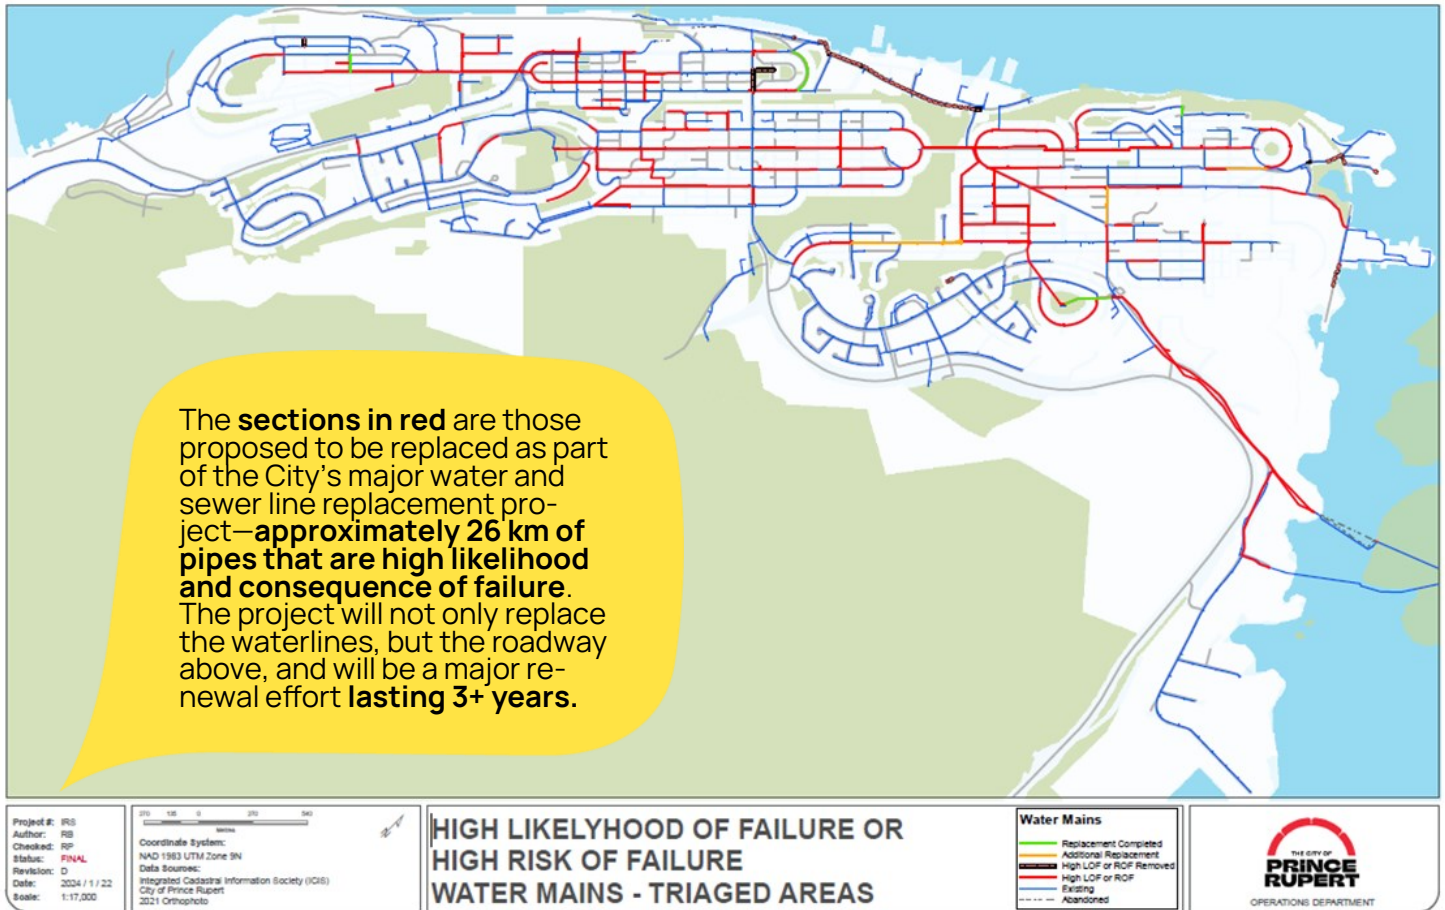 The sections in red are those
proposed to be replaced as part
of the City's major water and
sewer line replacement pro-
ject—approximately 26 km of
pipes that are high likelihood
and consequence of failure.
The project will not only replace
the waterlines, but the roadway
above, and will be a major re-
newal effort lasting 3+ years.
Project #: IRS
Author: RB
Checked: RP
Status: FINAL
Revision: D
Date: 2024 / 1 / 22
Scale: 1:17,000
270 135 0 270 540
Meters
Coordinate System:
NAD 1983 UTM Zone 9N
Data Sources:
Integrated Cadastral Information Society (ICIS)
City of Prince Rupert
2021 Orthophoto
HIGH LIKELYHOOD OF FAILURE OR
HIGH RISK OF FAILURE
WATER MAINS - TRIAGED AREAS
Water Mains
Replacement Completed
Additional Replacement
High LOF or ROF Removed
High LOF or ROF
Existing
Abandoned
THE CITY OF
PRINCE
RUPERT
OPERATIONS DEPARTMENT